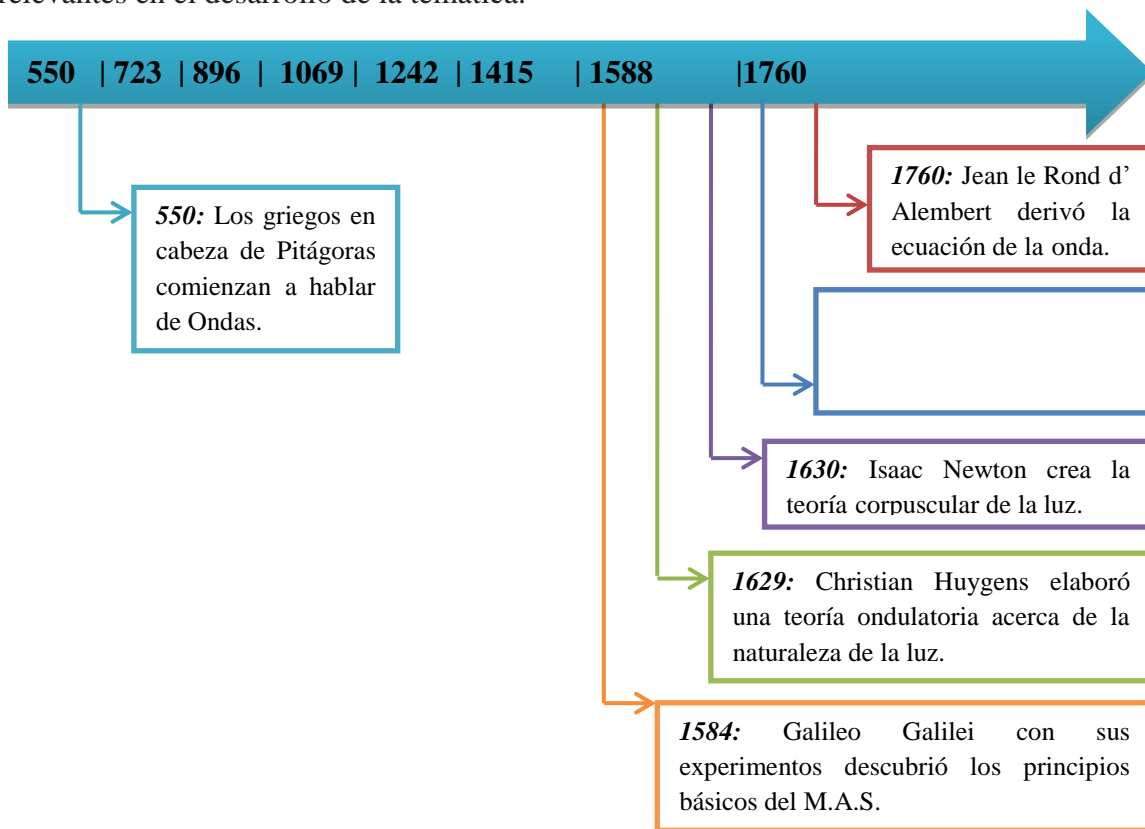 relevantes en el desarrollo de la temática.
550 | 723 | 896 | 1069 | 1242 | 1415 | 1588 |1760
1760: Jean le Rond d’
Alembert derivó la
ecuación de la onda.
550: Los griegos en
cabeza de Pitágoras
comienzan a hablar
de Ondas.
1630: Isaac Newton crea la
teoría corpuscular de la luz.
1629: Christian Huygens elaboró
una teoría ondulatoria acerca de la
naturaleza de la luz.
1584: Galileo Galilei con sus
experimentos descubrió los principios
básicos del M.A.S.